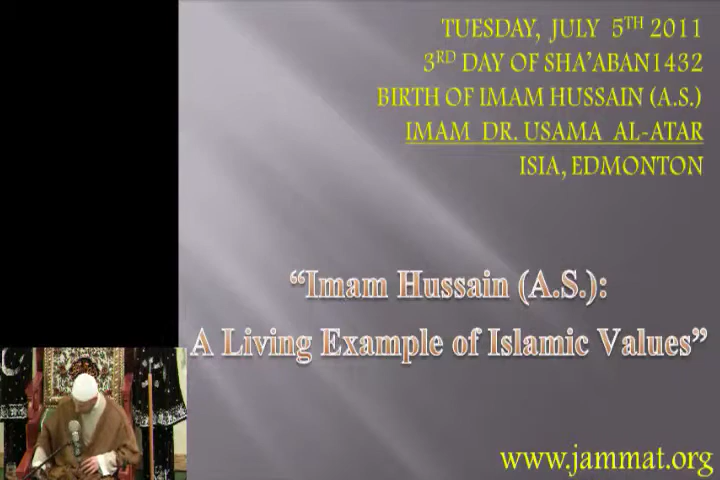 TUESDAY, JULY 5TH 2011
3RD DAY OF SHA'ABAN1432
BIRTH OF IMAM HUSSAIN (A.S.)
IMAM DR. USAMA AL-ATAR
ISIA, EDMONTON
“Imam Hussain (A.S.):
A Living Example of Islamic Values”
www.jammat.org